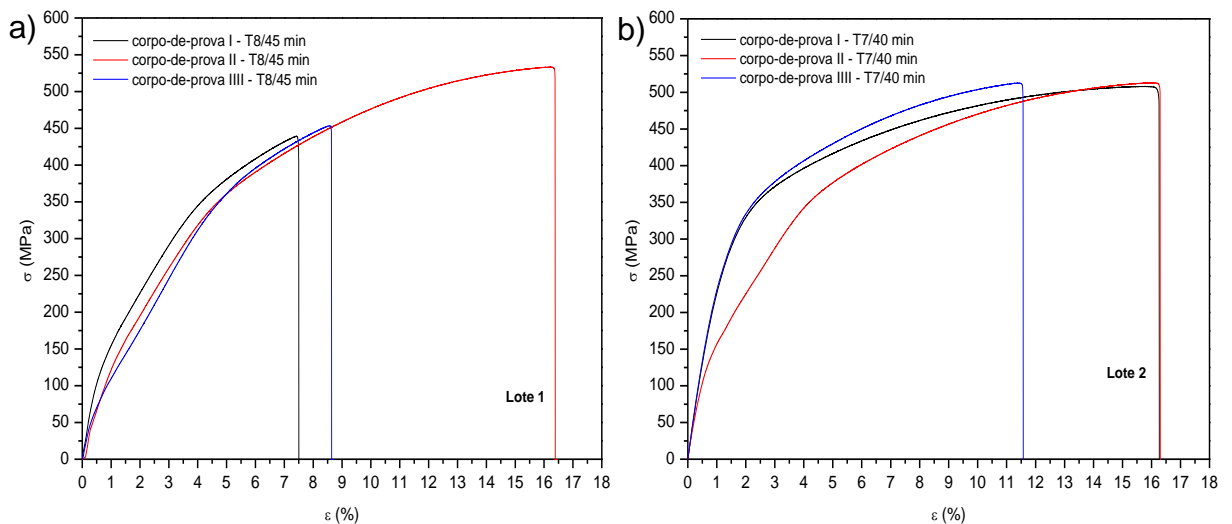 a)
600
550
500
450
400
350
300
250
200
150
100
50
0
σ (MPa)
corpo-de-prova I - T8/45 min
corpo-de-prova II - T8/45 min
corpo-de-prova IIII - T8/45 min
Lote 1
0 1 2 3 4 5 6 7 8 9 10 11 12 13 14 15 16 17 18
ε (%)
b)
600
550
500
450
400
350
300
250
200
150
100
50
0
σ (MPa)
corpo-de-prova I - T7/40 min
corpo-de-prova II - T7/40 min
corpo-de-prova IIII - T7/40 min
Lote 2
0 1 2 3 4 5 6 7 8 9 10 11 12 13 14 15 16 17 18
ε (%)